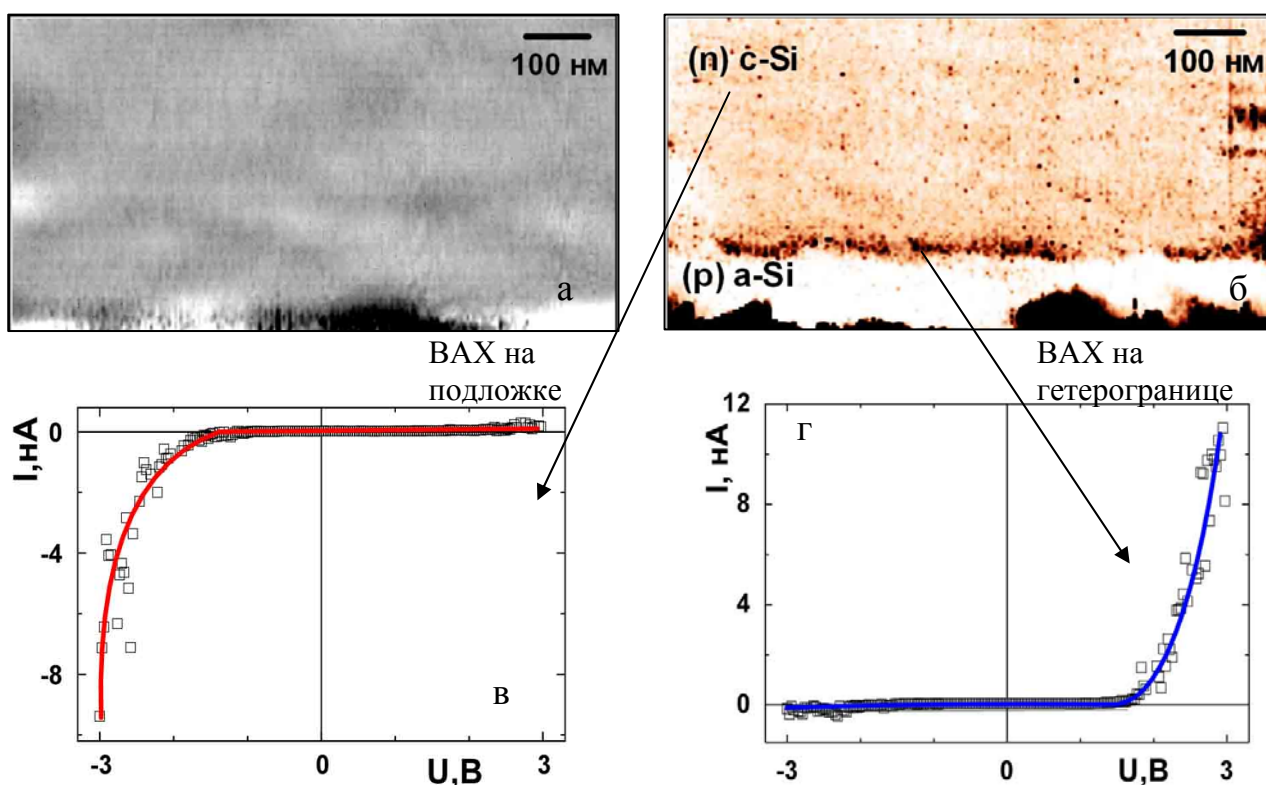 100 нм
а
(n) c-Si
100 нм
(p) a-Si
б
ВАХ на
подложке
ВАХ на
гетерогранице
I,нА
0
-4
-8
в
-3
0
3
U,В
I, нА
12
8
4
0
г
-3
0
3
U,В